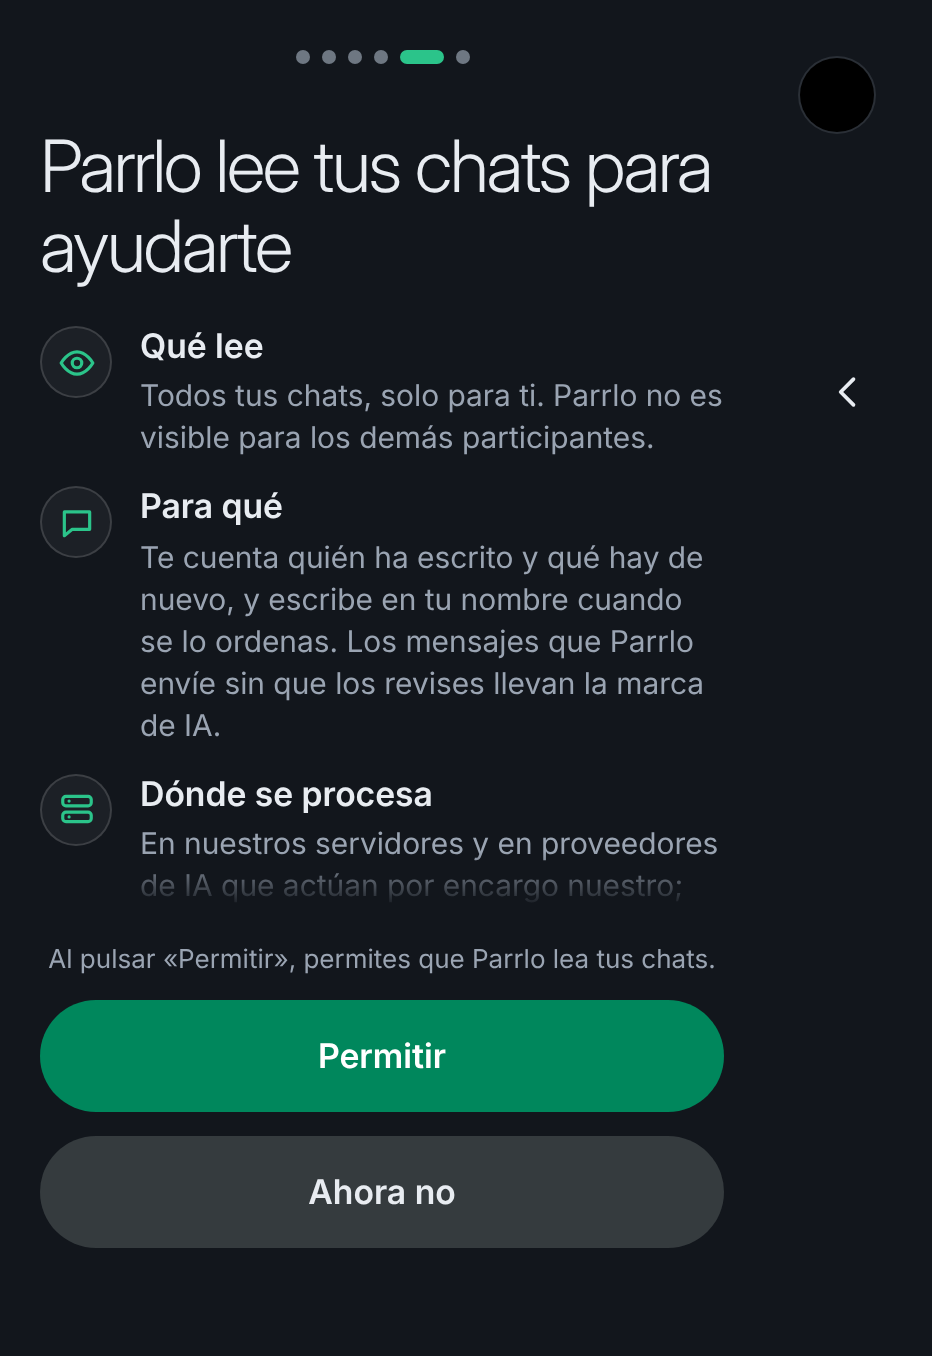 Parrlo lee tus chats para
ayudarte
Qué lee
Todos tus chats, solo para ti. Parrlo no es
visible para los demás participantes.
Para qué
Te cuenta quién ha escrito y qué hay de
nuevo, y escribe en tu nombre cuando
se lo ordenas. Los mensajes que Parrlo
envíe sin que los revises llevan la marca
de IA.
Dónde se procesa
En nuestros servidores y en proveedores
de IA que actúan por encargo nuestro;
Al pulsar «Permitir», permites que Parrlo lea tus chats.
Permitir
Ahora no